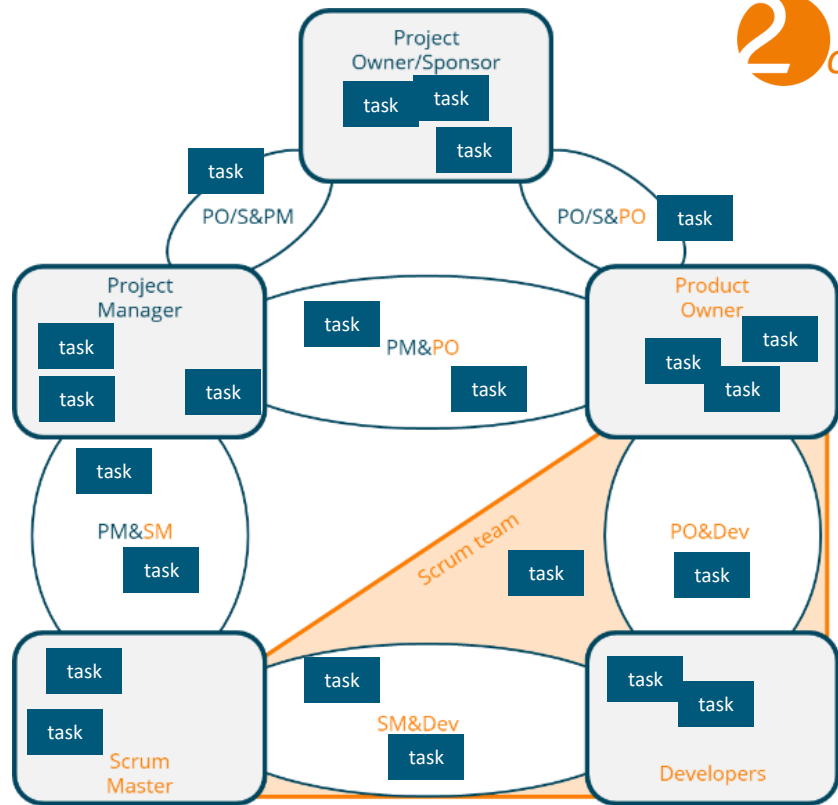 2
Project
Owner/Sponsor
task
task
task
task
PO/S&PM
PO/S&PO
task
Project
Manager
task
task
task
task
PM&PO
task
Product
Owner
task
task
task
task
PM&SM
task
Scrum team
task
PO&Dev
task
task
task
Scrum
Master
task
SM&Dev
task
task
task
Developers